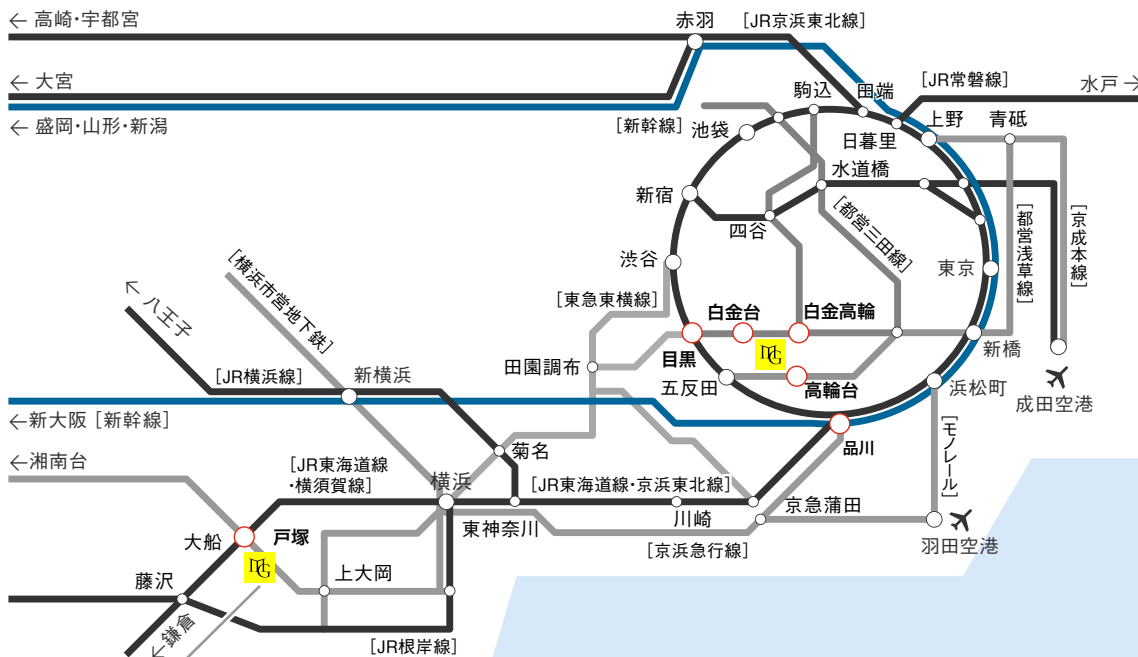 ← 高崎・宇都宮
赤羽
[JR京浜東北線]
← 大宮
駒込
田端
[JR常磐線]
水戸 →
← 盛岡・山形・新潟
[新幹線]
池袋
日暮里
上野
青砥
水道橋
新宿
四谷
[都営三田線]
[都営浅草線]
[京成本線]
渋谷
東京
[横浜市営地下鉄]
← 八王子
[東急東横線]
白金台
白金高輪
目黒
MG
新橋
田園調布
五反田
高輪台
浜松町
成田空港
[JR横浜線]
新横浜
←新大阪 [新幹線]
品川
[モノレール]
←湘南台
菊名
[JR東海道線
・横須賀線]
横浜
[JR東海道線・京浜東北線]
川崎
京急蒲田
東神奈川
[京浜急行線]
羽田空港
大船
戸塚
MG
藤沢
上大岡
←鎌倉
[JR根岸線]